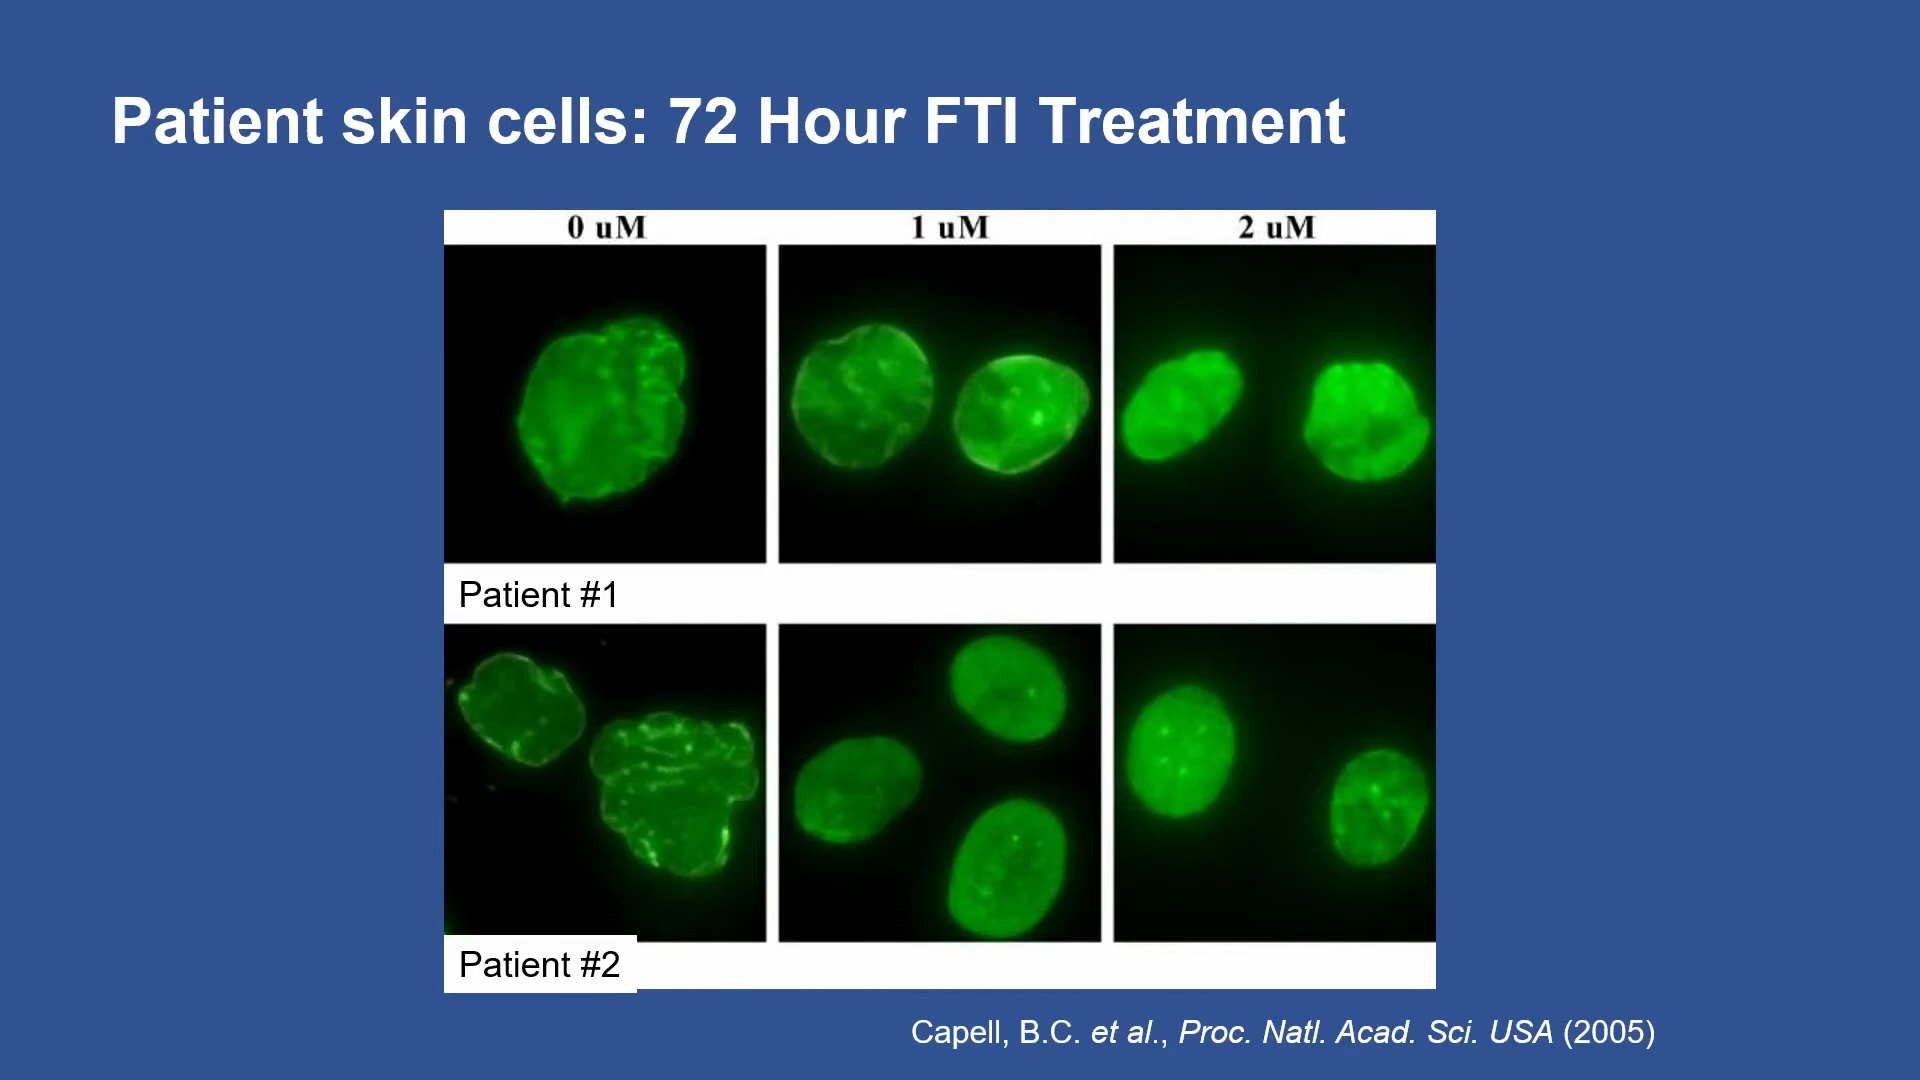 Patient skin cells: 72 Hour FTI Treatment
0 uM 1 uM 2 uM
Patient #1
Patient #2
Capell, B.C. et al., Proc. Natl. Acad. Sci. USA (2005)